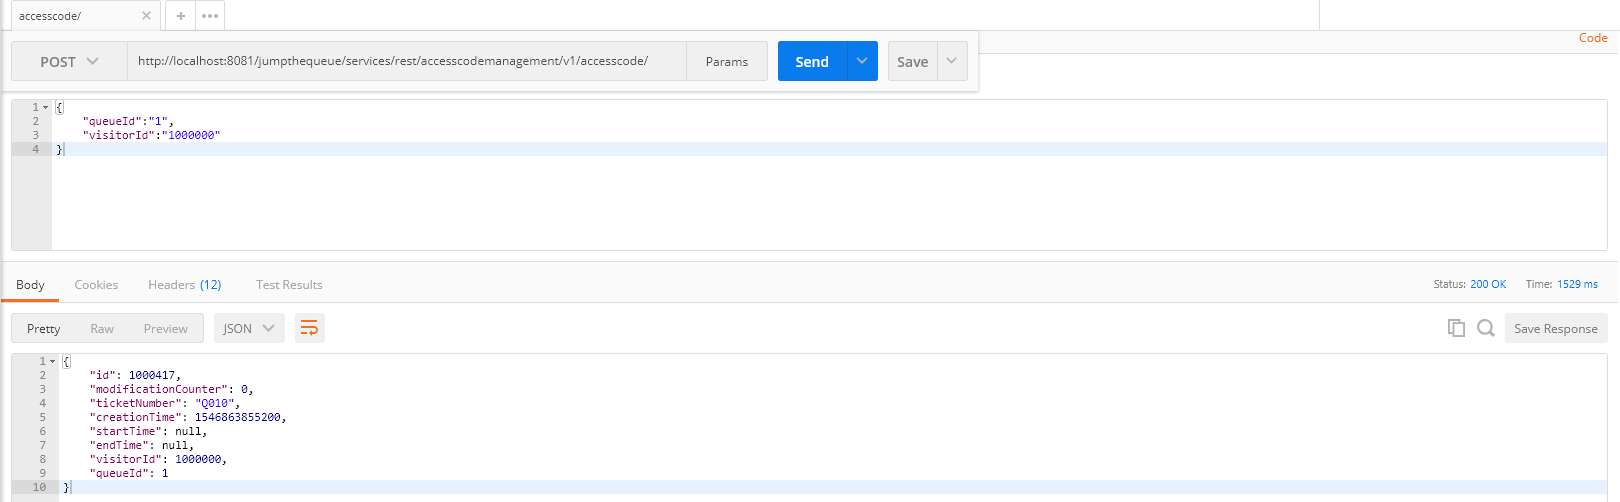 accesscode/
Code
POST http://localhost:8081/jumpthequeue/services/rest/accesscodemanagement/v1/accesscode/ Params Send Save
1 {
2 "queueId":"1",
3 "visitorId":"1000000"
4 }
Body Cookies Headers (12) Test Results Status: 200 OK Time: 1529 ms
Pretty Raw Preview JSON Save Response
1 {
2 "id": 1000417,
3 "modificationCounter": 0,
4 "ticketNumber": "Q010",
5 "creationTime": 1546863855200,
6 "startTime": null,
7 "endTime": null,
8 "visitorId": 1000000,
9 "queueId": 1
10 }